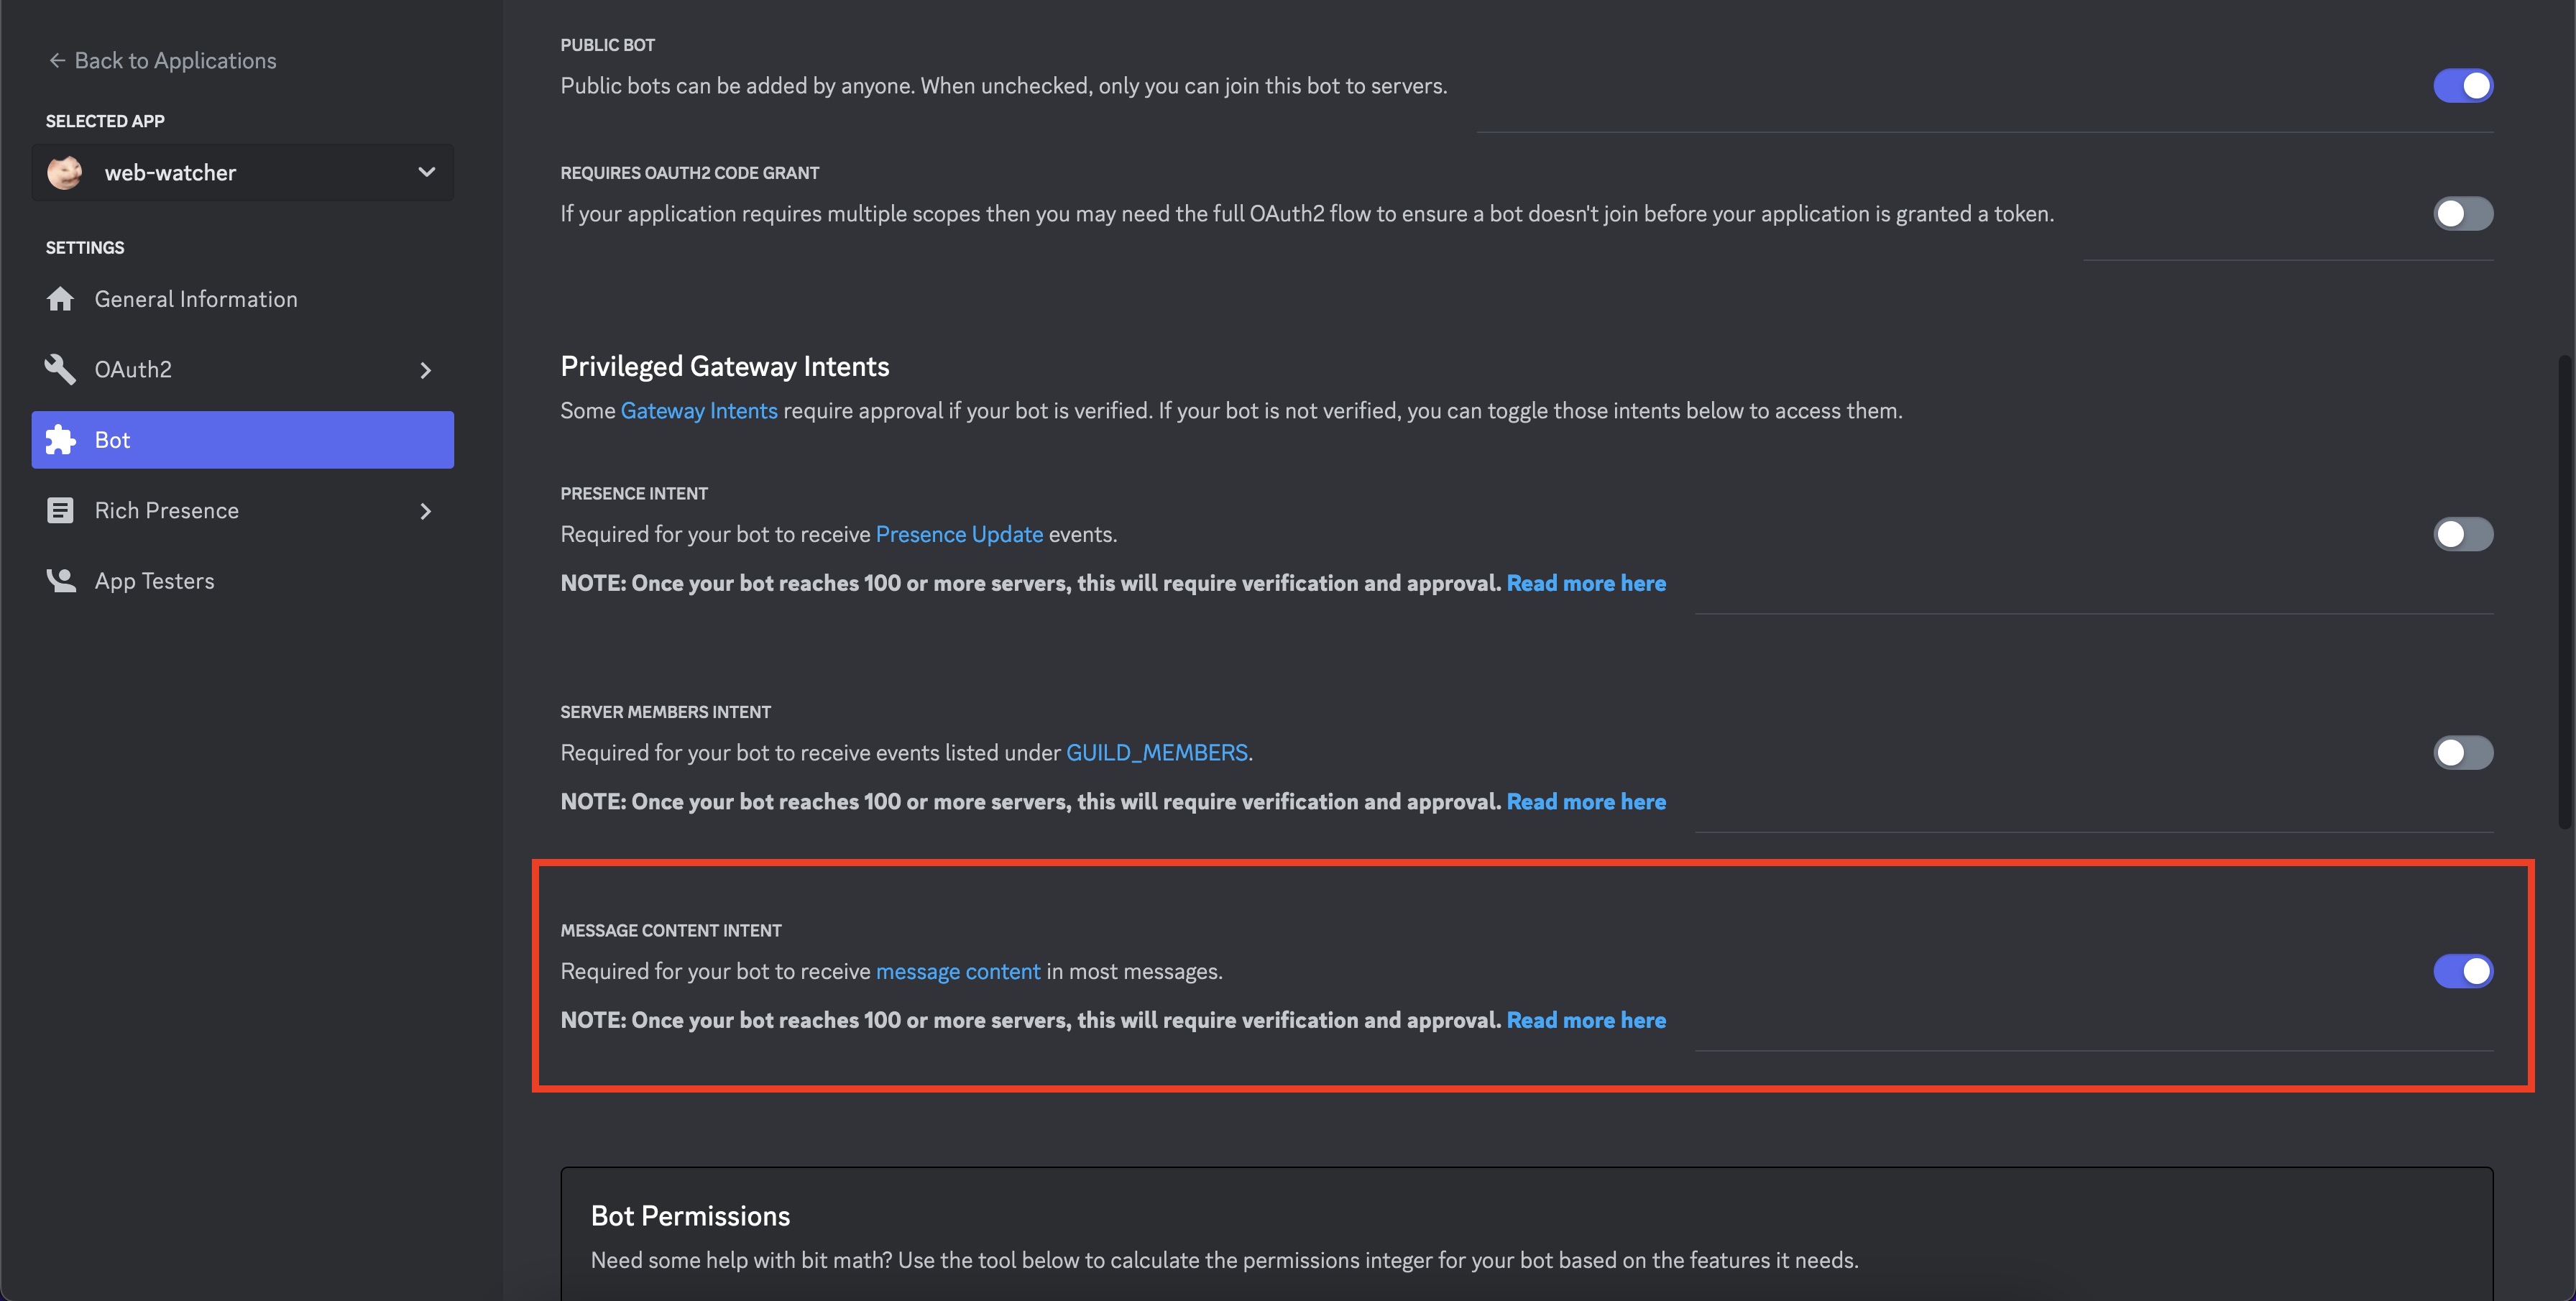 Back to Applications
SELECTED APP
web-watcher
SETTINGS
General Information
OAuth2
Bot
Rich Presence
App Testers
PUBLIC BOT
Public bots can be added by anyone. When unchecked, only you can join this bot to servers.
REQUIRES OAUTH2 CODE GRANT
If your application requires multiple scopes then you may need the full OAuth2 flow to ensure a bot doesn't join before your application is granted a token.
Privileged Gateway Intents
Some Gateway Intents require approval if your bot is verified. If your bot is not verified, you can toggle those intents below to access them.
PRESENCE INTENT
Required for your bot to receive Presence Update events.
NOTE: Once your bot reaches 100 or more servers, this will require verification and approval. Read more here
SERVER MEMBERS INTENT
Required for your bot to receive events listed under GUILD_MEMBERS.
NOTE: Once your bot reaches 100 or more servers, this will require verification and approval. Read more here
MESSAGE CONTENT INTENT
Required for your bot to receive message content in most messages.
NOTE: Once your bot reaches 100 or more servers, this will require verification and approval. Read more here
Bot Permissions
Need some help with bit math? Use the tool below to calculate the permissions integer for your bot based on the features it needs.